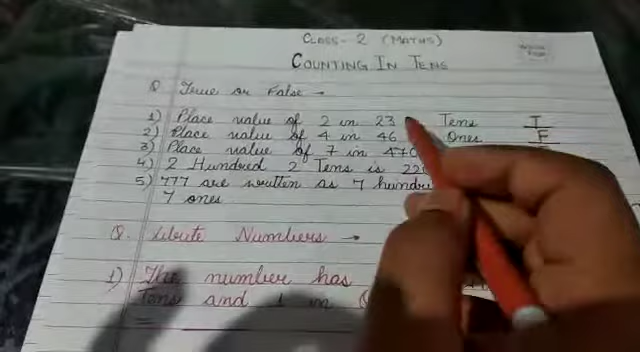 CLASS-2 (MATHS)
COUNTING IN TENS
Q True or False →
1) Place value of 2 in 23 Tens T
2) Place value of 4 in 46 Ones F
3) Place value of 7 in 470
4) 2 Hundred 2 Tens is 220
5) 777 are written as 7 hundre
7 ones
Q. Write Numbers →
1) This number has
Tens and 1 in